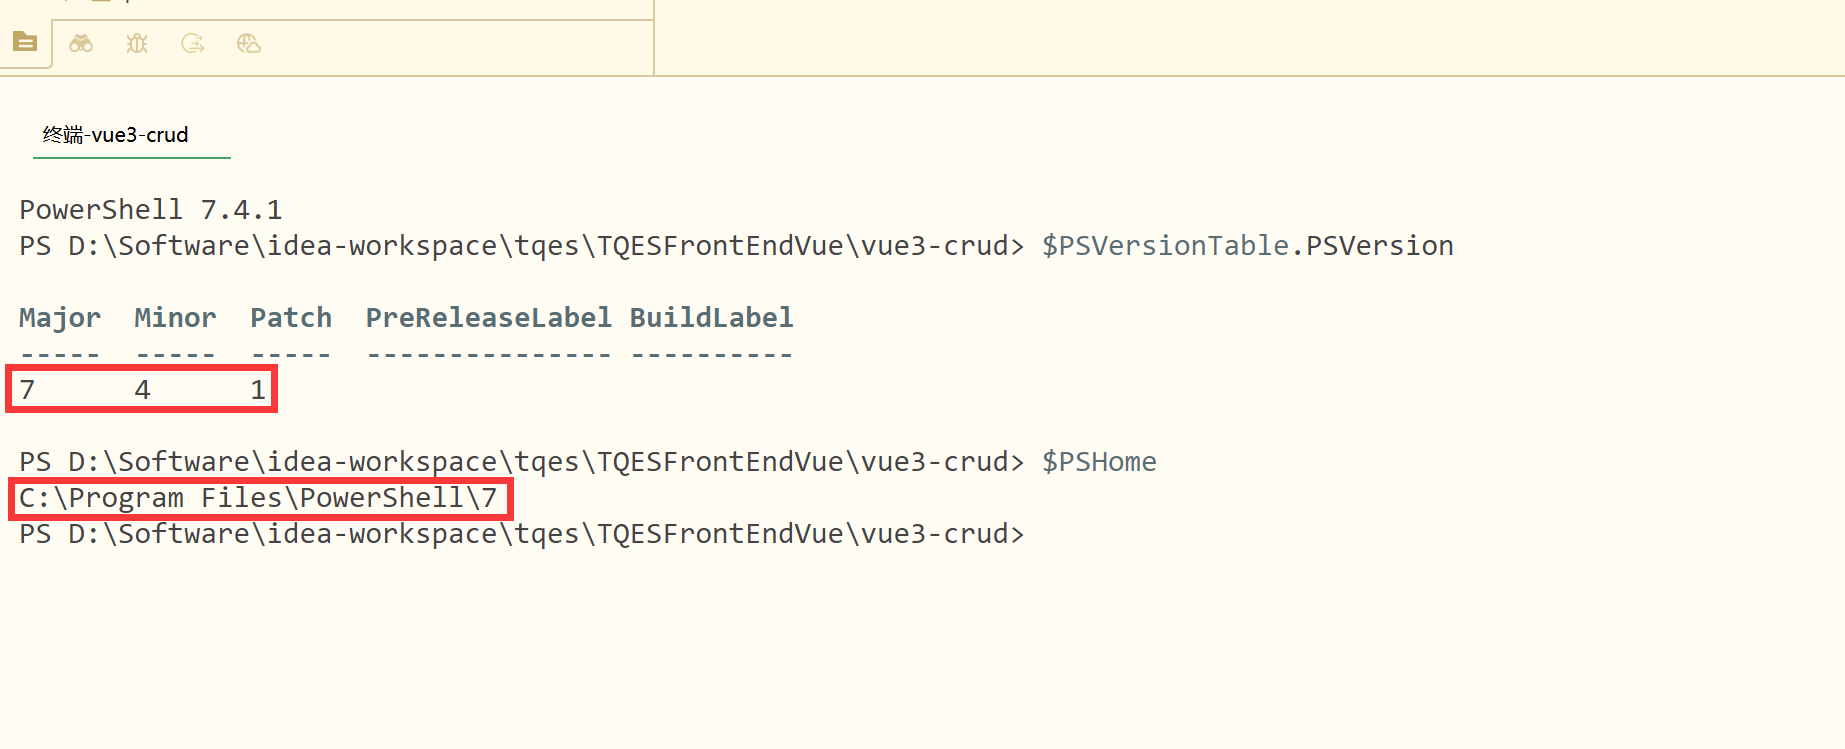 终端-vue3-crud
PowerShell 7.4.1
PS D:\Software\idea-workspace\tqes\TQESFrontEndVue\vue3-crud> $PSVersionTable.PSVersion
Major  Minor  Patch  PreReleaseLabel BuildLabel
-----  -----  -----  --------------- ----------
7      4      1
PS D:\Software\idea-workspace\tqes\TQESFrontEndVue\vue3-crud> $PSHome
C:\Program Files\PowerShell\7
PS D:\Software\idea-workspace\tqes\TQESFrontEndVue\vue3-crud>